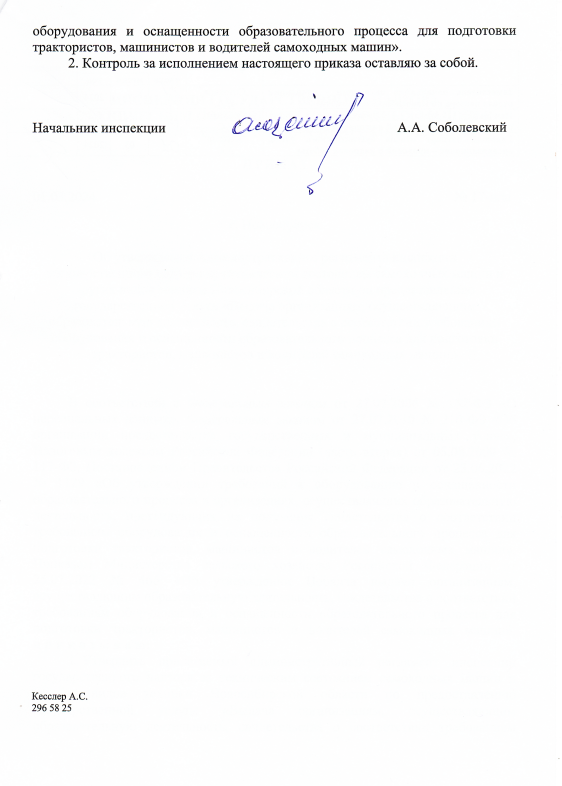 оборудования и оснащенности образовательного процесса для подготовки
трактористов, машинистов и водителей самоходных машин».
2. Контроль за исполнением настоящего приказа оставляю за собой.
Начальник инспекции А.А. Соболевский
Кесслер А.С.
296 58 25